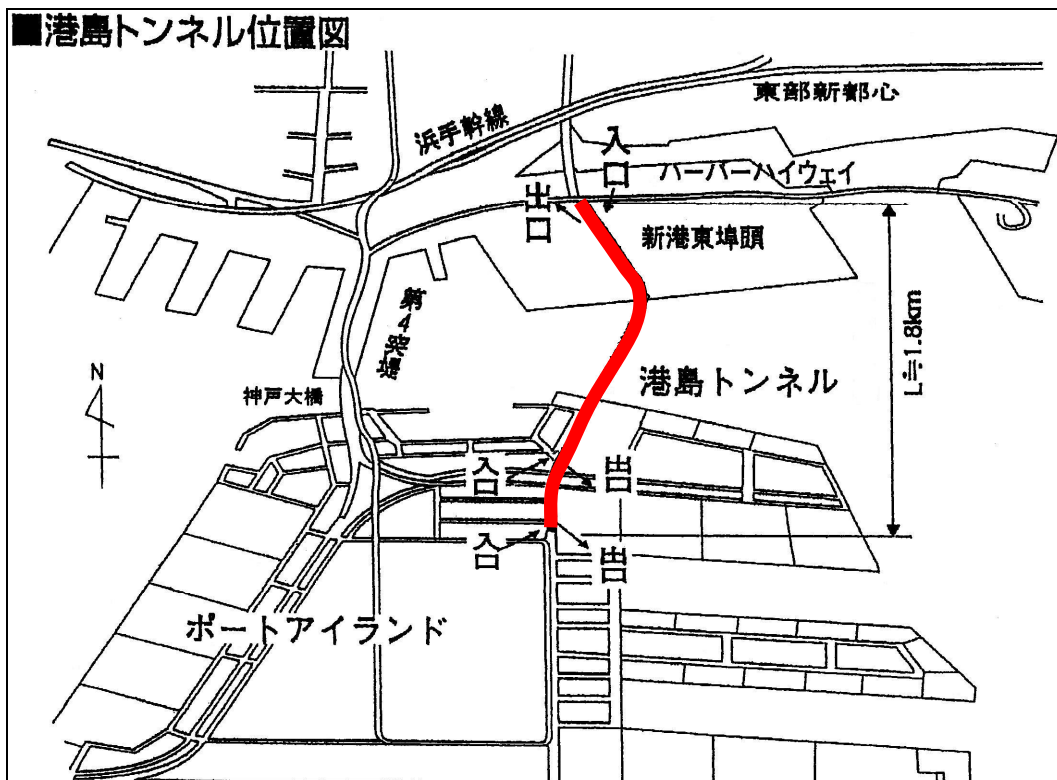 ■港島トンネル位置図
東部新都心
浜手幹線
入口
ハーバーハイウェイ
出口
新港東埠頭
第4突堤
L≒1.8km
N
神戸大橋
港島トンネル
入口
出口
入口
出口
ポートアイランド